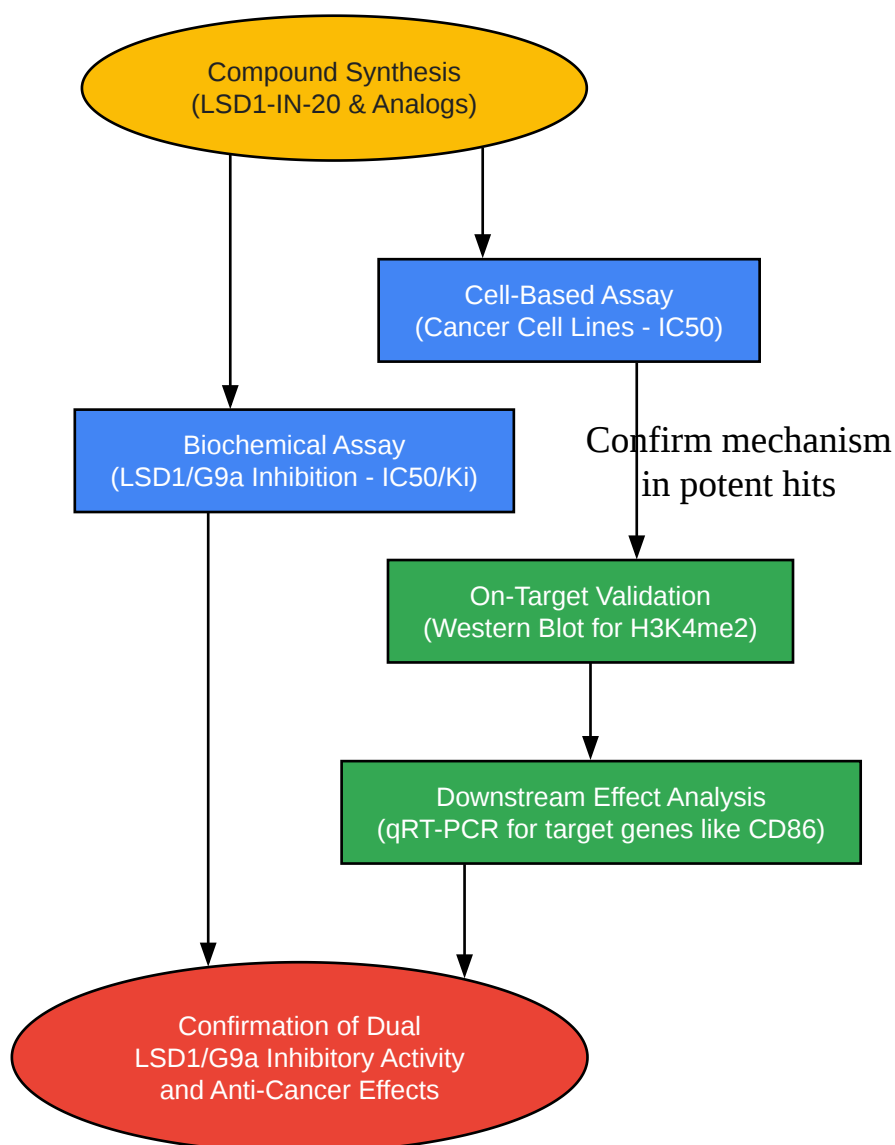 Compound Synthesis
(LSD1-IN-20 & Analogs)
Cell-Based Assay
(Cancer Cell Lines - IC50)
Biochemical Assay
(LSD1/G9a Inhibition - IC50/Ki)
Confirm mechanism
in potent hits
On-Target Validation
(Western Blot for H3K4me2)
Downstream Effect Analysis
(qRT-PCR for target genes like CD86)
Confirmation of Dual
LSD1/G9a Inhibitory Activity
and Anti-Cancer Effects